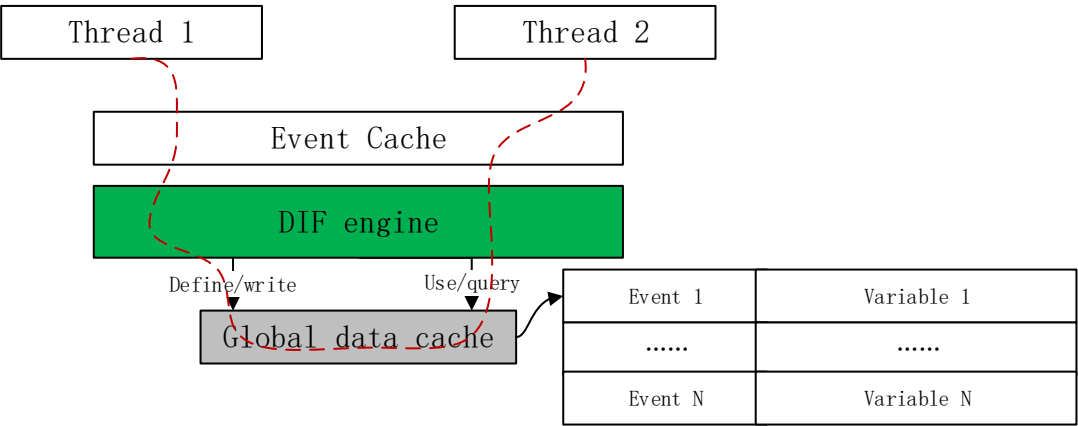 Thread 1
Thread 2
Event Cache
DIF engine
Define/write
Use/query
Global data cache
Event 1
Variable 1
……
……
Event N
Variable N